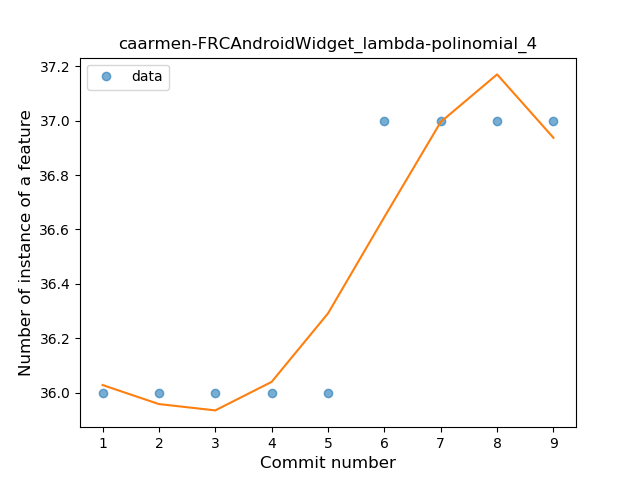 caarmen-FRCAndroidWidget_lambda-polinomial_4
data
Number of instance of a feature
37.2
37.0
36.8
36.6
36.4
36.2
36.0
1 2 3 4 5 6 7 8 9
Commit number